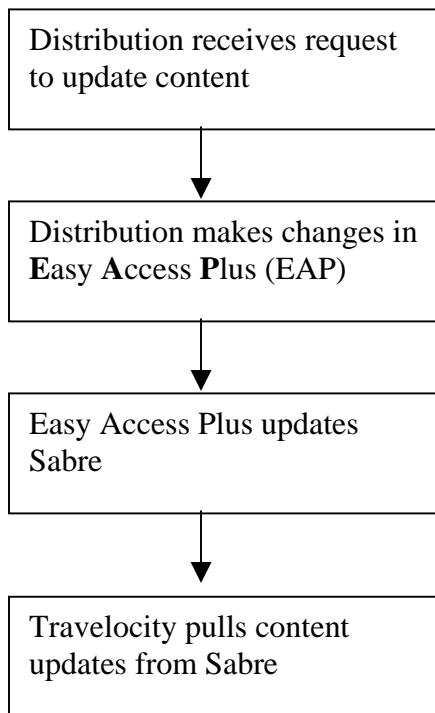 Distribution receives request
to update content
Distribution makes changes in
Easy Access Plus (EAP)
Easy Access Plus updates
Sabre
Travelocity pulls content
updates from Sabre